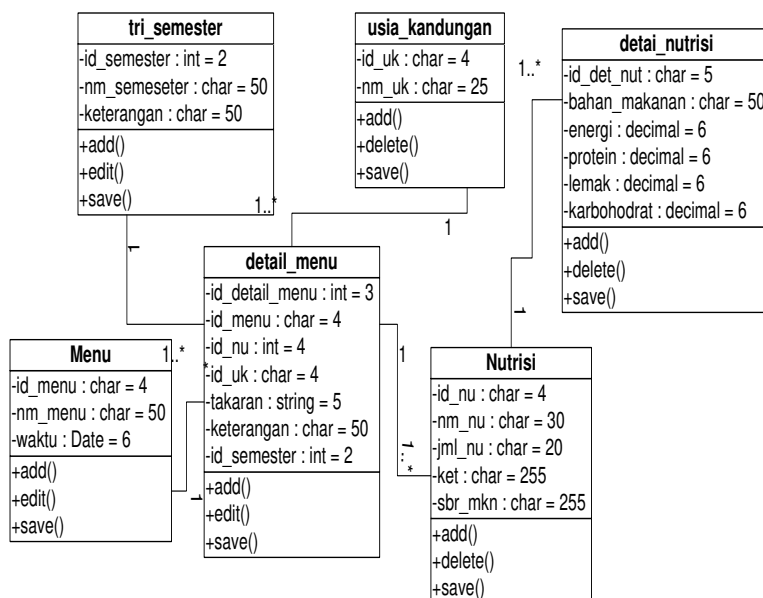 tri_semester
-id_semester : int = 2
-nm_semeseter : char = 50
-keterangan : char = 50
+add()
+edit()
+save()
usia_kandungan
-id_uk : char = 4
-nm_uk : char = 25
+add()
+delete()
+save()
detai_nutrisi
-id_det_nut : char = 5
-bahan_makanan : char = 50
-energi : decimal = 6
-protein : decimal = 6
-lemak : decimal = 6
-karbohodrat : decimal = 6
+add()
+delete()
+save()
1..*
1..*
1
1
1
detail_menu
-id_detail_menu : int = 3
-id_menu : char = 4
-id_nu : int = 4
-id_uk : char = 4
-takaran : string = 5
-keterangan : char = 50
-id_semester : int = 2
+add()
+edit()
+save()
Menu
-id_menu : char = 4
-nm_menu : char = 50
-waktu : Date = 6
+add()
+edit()
+save()
1..*
*
1
1
1..*
Nutrisi
-id_nu : char = 4
-nm_nu : char = 30
-jml_nu : char = 20
-ket : char = 255
-sbr_mkn : char = 255
+add()
+delete()
+save()